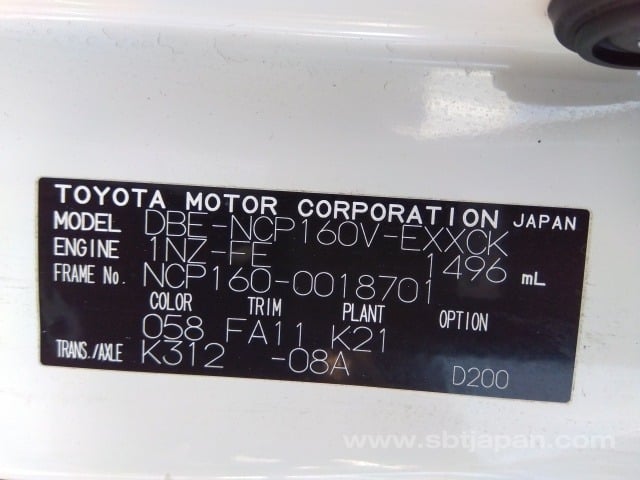 TOYOTA MOTOR CORPORATION JAPAN
MODEL DBE-NCP160V-EXXCK
ENGINE 1NZ-FE 1496 mL
FRAME No. NCP160-0018701
COLOR TRIM PLANT OPTION
058 FA11 K21
TRANS./AXLE K312 -08A D200
www.sbtjapan.com